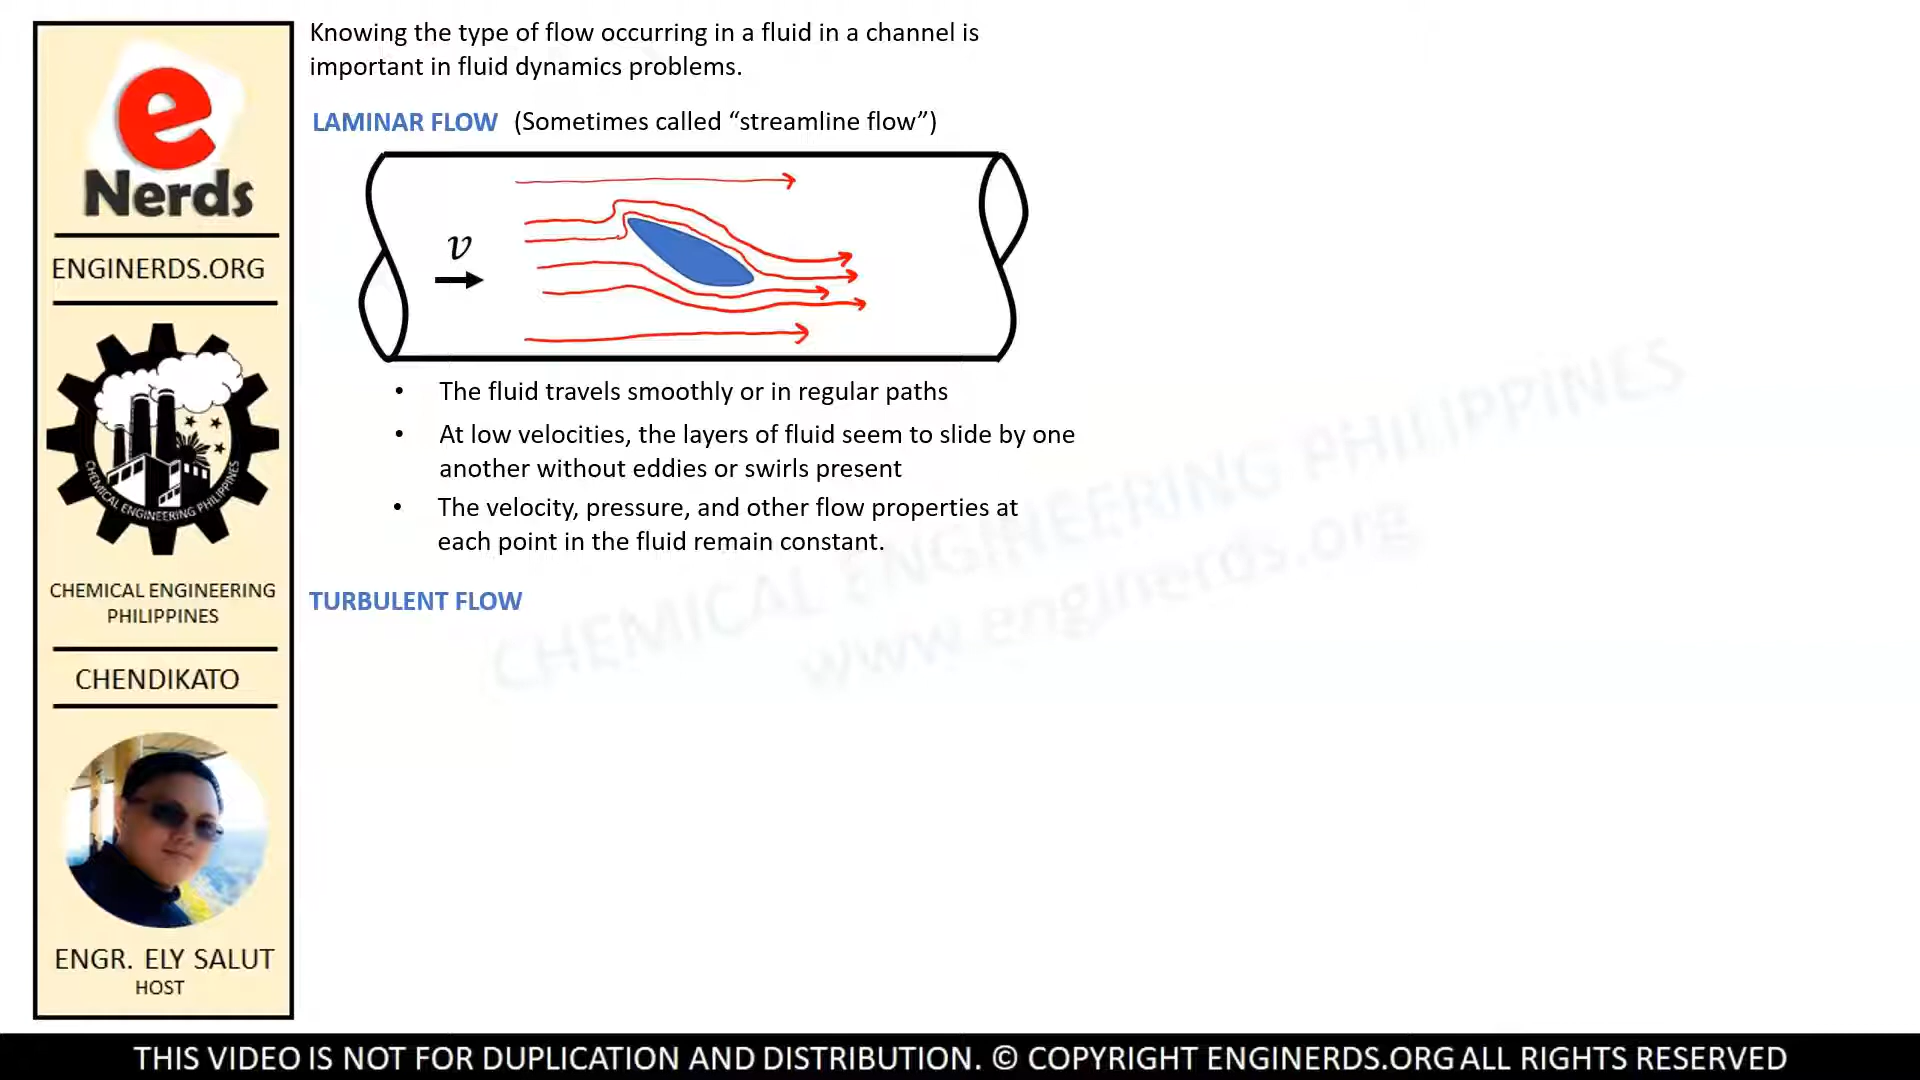 e
Nerds
ENGINERDS.ORG
CHEMICAL ENGINEERING PHILIPPINES
CHEMICAL ENGINEERING
PHILIPPINES
CHENDIKATO
ENGR. ELY SALUT
HOST
Knowing the type of flow occurring in a fluid in a channel is
important in fluid dynamics problems.
LAMINAR FLOW (Sometimes called “streamline flow”)
v
• The fluid travels smoothly or in regular paths
• At low velocities, the layers of fluid seem to slide by one
another without eddies or swirls present
• The velocity, pressure, and other flow properties at
each point in the fluid remain constant.
TURBULENT FLOW
CHEMICAL ENGINEERING PHILIPPINES
www.enginerds.org
THIS VIDEO IS NOT FOR DUPLICATION AND DISTRIBUTION. © COPYRIGHT ENGINERDS.ORG ALL RIGHTS RESERVED